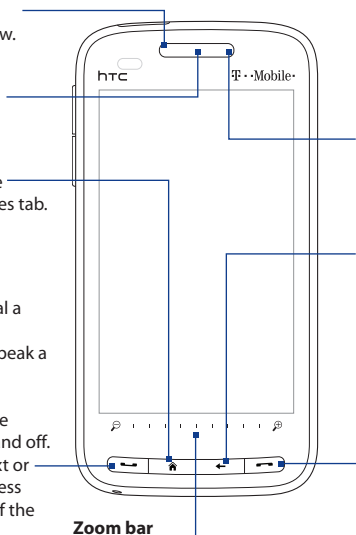 w.
hTC
T··Mobile·
es tab.
al a
peak a
e
nd off.
xt or
ess
f the
Zoom bar